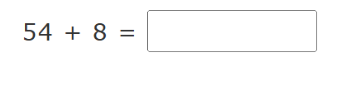 54 + 8 =